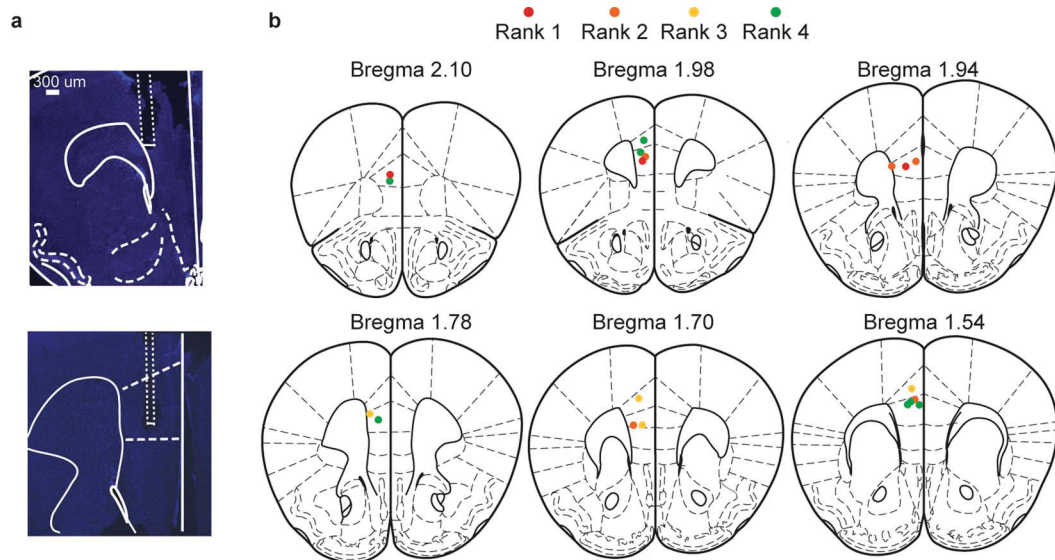 a
300 um
b
Rank 1 Rank 2 Rank 3 Rank 4
Bregma 2.10 Bregma 1.98 Bregma 1.94
Bregma 1.78 Bregma 1.70 Bregma 1.54